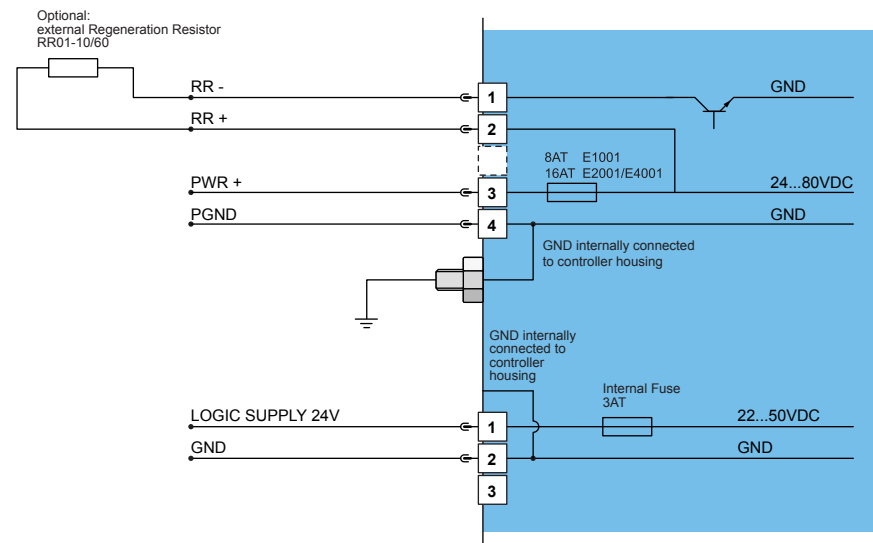 Optional:
external Regeneration Resistor
RR01-10/60
RR -
1
GND
RR +
2
8AT E1001
16AT E2001/E4001
PWR +
3
24...80VDC
PGND
4
GND
GND internally connected
to controller housing
GND internally
connected to
controller
housing
Internal Fuse
3AT
LOGIC SUPPLY 24V
1
22...50VDC
GND
2
GND
3